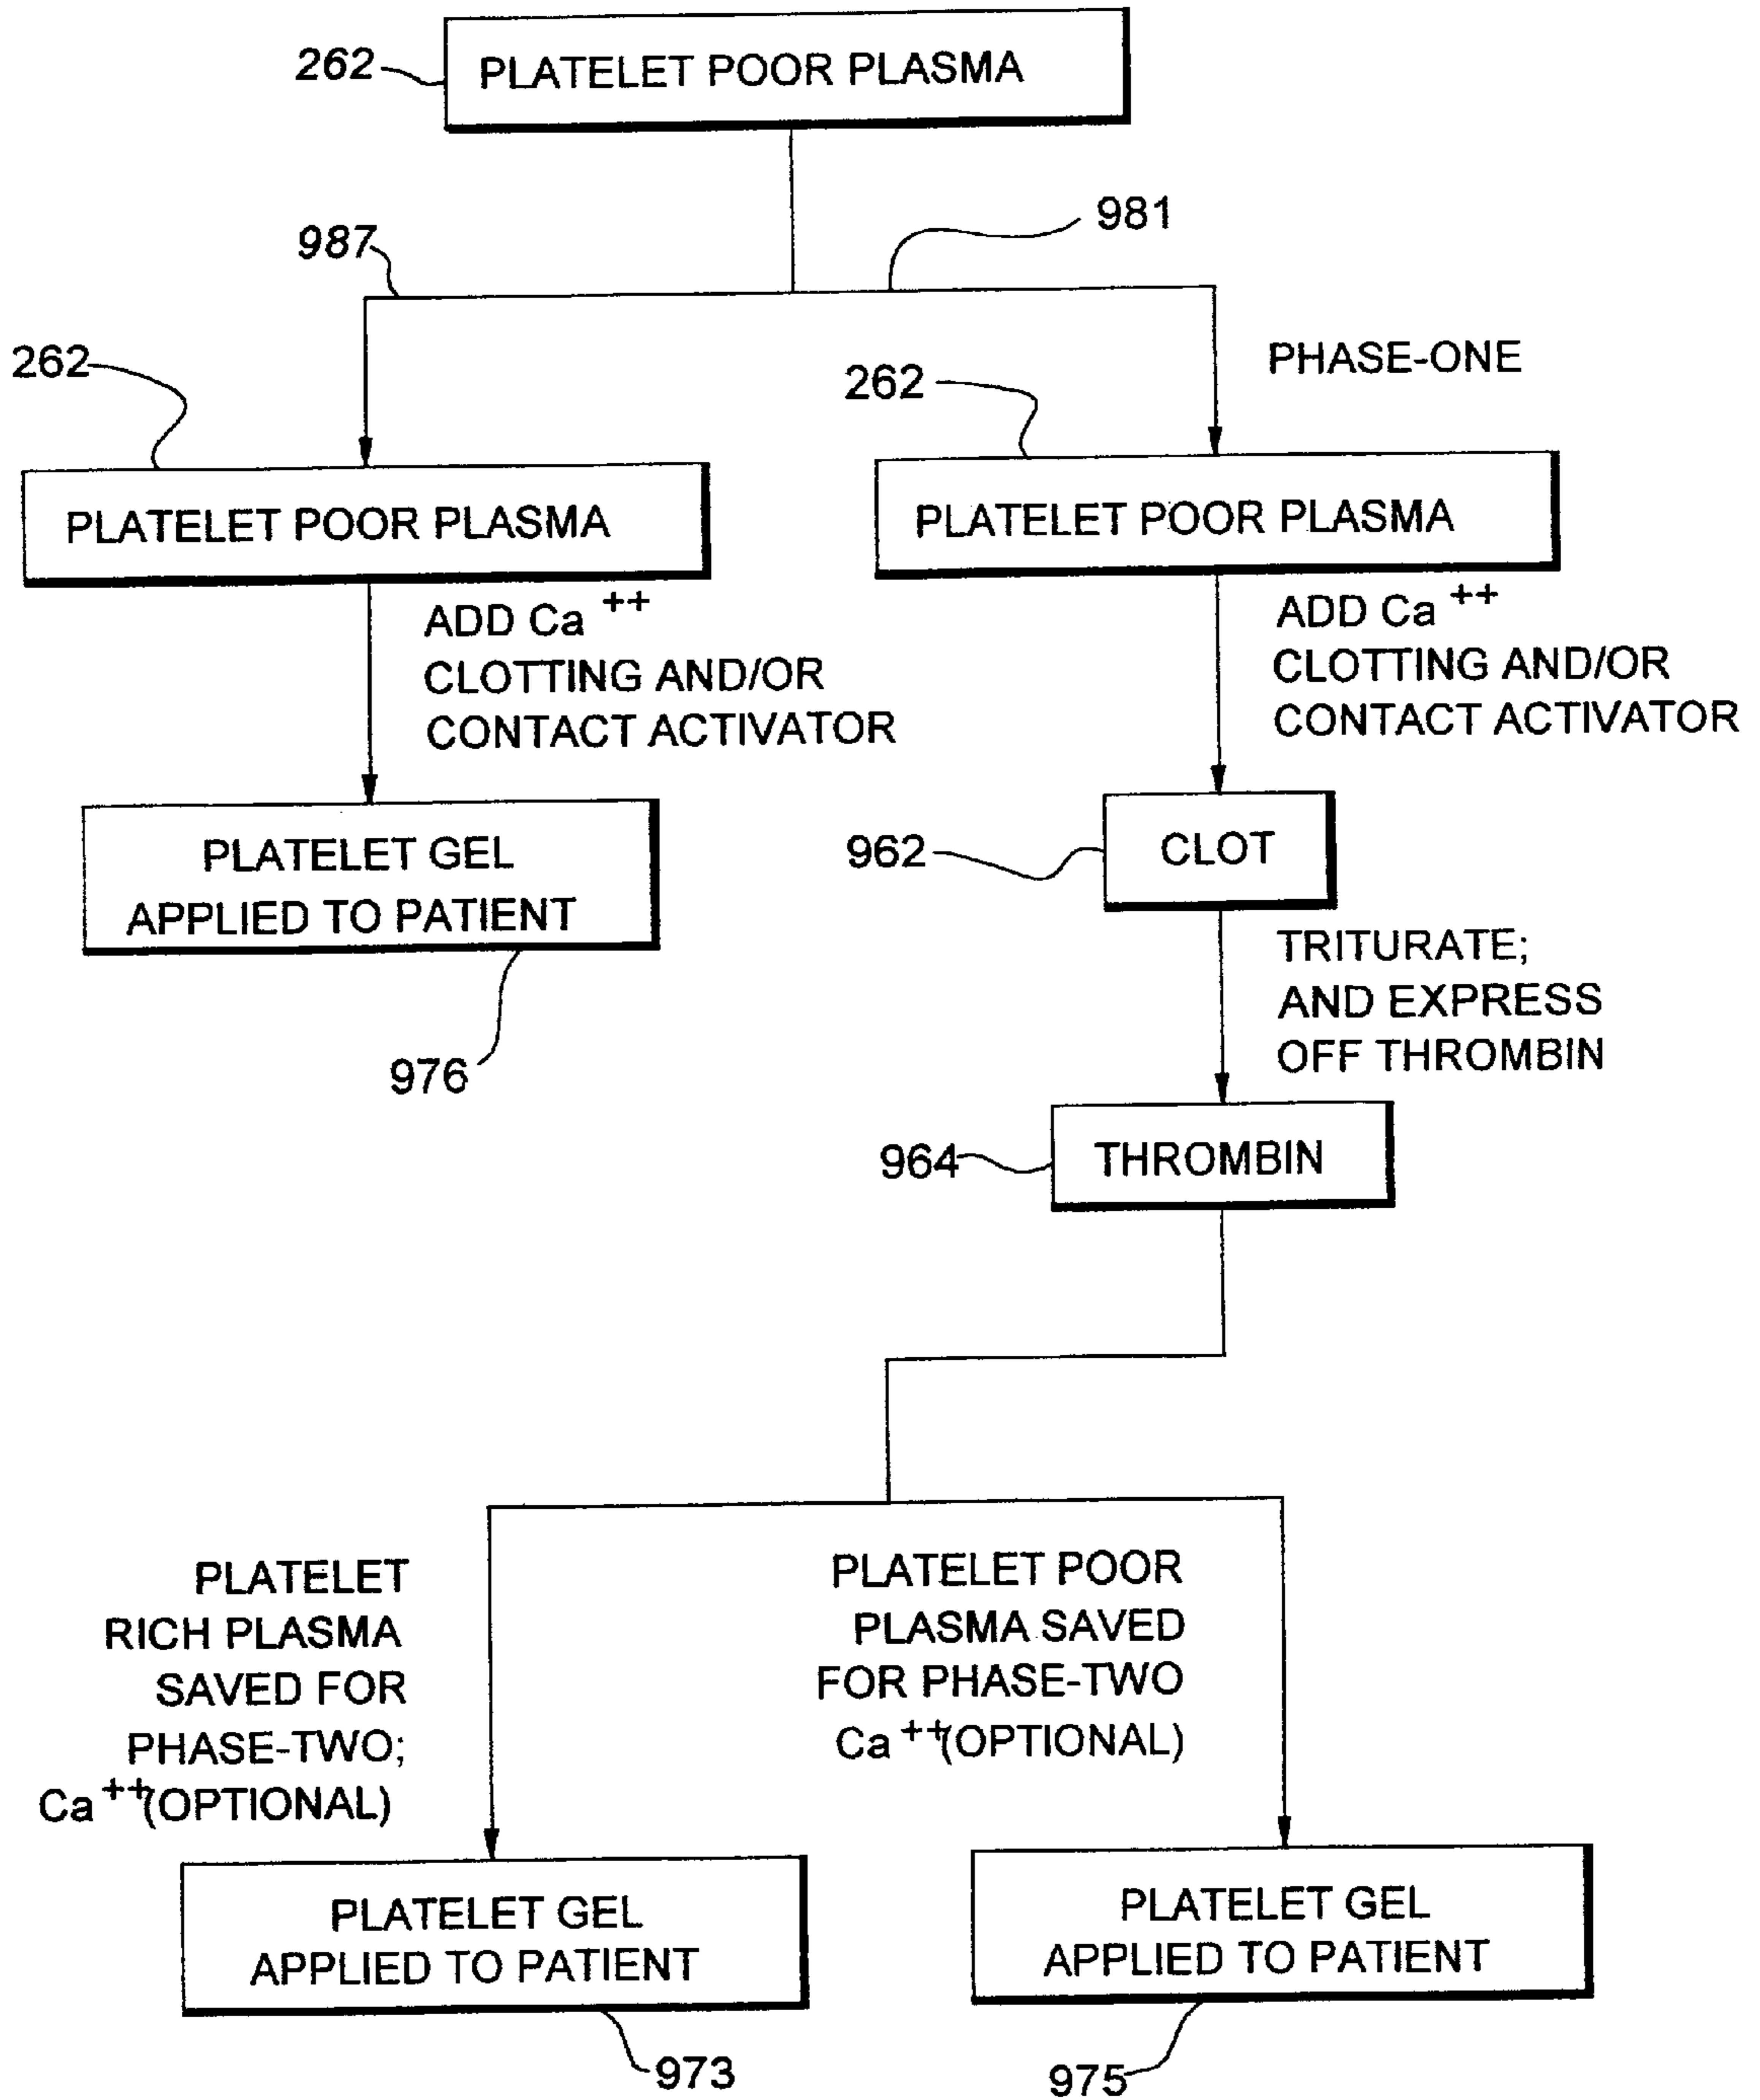 262
PLATELET POOR PLASMA
987
981
262
262
PHASE-ONE
PLATELET POOR PLASMA
PLATELET POOR PLASMA
ADD Ca ++
CLOTTING AND/OR
CONTACT ACTIVATOR
ADD Ca ++
CLOTTING AND/OR
CONTACT ACTIVATOR
PLATELET GEL
APPLIED TO PATIENT
976
962
CLOT
TRITURATE;
AND EXPRESS
OFF THROMBIN
964
THROMBIN
PLATELET
RICH PLASMA
SAVED FOR
PHASE-TWO;
Ca ++(OPTIONAL)
PLATELET POOR
PLASMA SAVED
FOR PHASE-TWO
Ca ++(OPTIONAL)
PLATELET GEL
APPLIED TO PATIENT
973
PLATELET GEL
APPLIED TO PATIENT
975